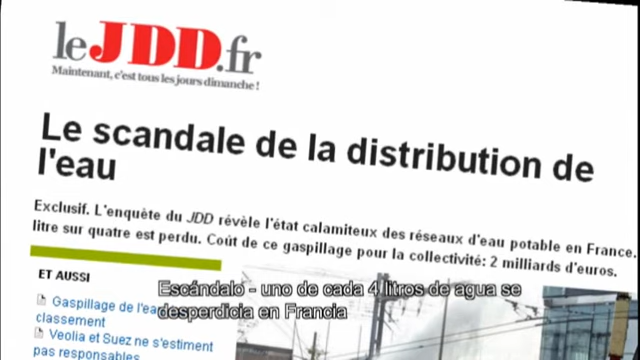 leJDD.fr
Maintenant, c'est tous les jours dimanche !
Le scandale de la distribution de
l'eau
Exclusif. L'enquête du JDD révèle l'état calamiteux des réseaux d'eau potable en France.
litre sur quatre est perdu. Coût de ce gaspillage pour la collectivité: 2 milliards d'euros.
ET AUSSI
Gaspillage de l'eau
classement
Veolia et Suez ne s'estiment
pas responsables
Escándalo - uno de cada 4 litros de agua se
desperdicia en Francia